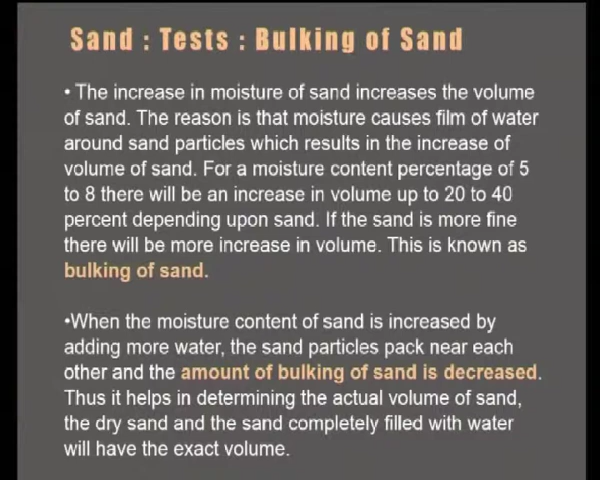 Sand : Tests : Bulking of Sand
• The increase in moisture of sand increases the volume
of sand. The reason is that moisture causes film of water
around sand particles which results in the increase of
volume of sand. For a moisture content percentage of 5
to 8 there will be an increase in volume up to 20 to 40
percent depending upon sand. If the sand is more fine
there will be more increase in volume. This is known as
bulking of sand.
•When the moisture content of sand is increased by
adding more water, the sand particles pack near each
other and the amount of bulking of sand is decreased.
Thus it helps in determining the actual volume of sand,
the dry sand and the sand completely filled with water
will have the exact volume.